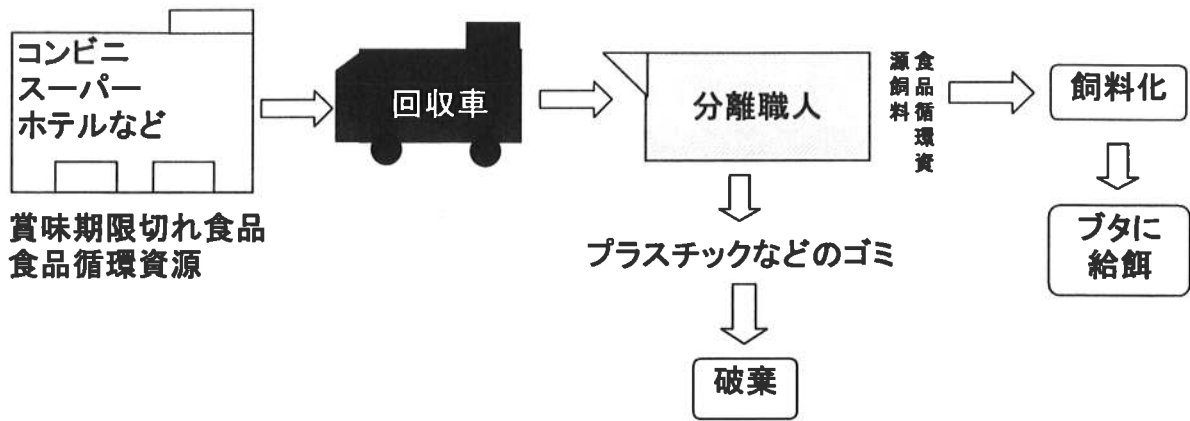 コンビニ
スーパー
ホテルなど
賞味期限切れ食品
食品循環資源
回収車
分離職人
食品循環資
源飼料
プラスチックなどのゴミ
破棄
飼料化
ブタに
給餌